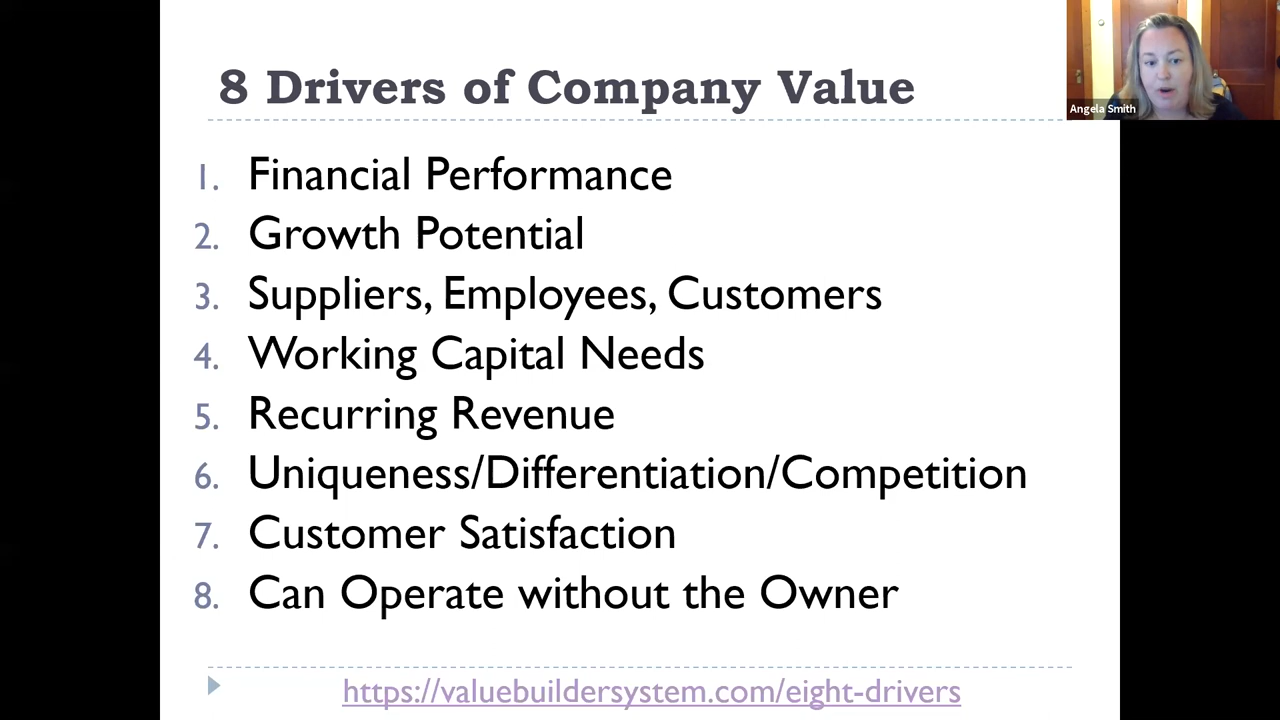 8 Drivers of Company Value
Angela Smith
1. Financial Performance
2. Growth Potential
3. Suppliers, Employees, Customers
4. Working Capital Needs
5. Recurring Revenue
6. Uniqueness/Differentiation/Competition
7. Customer Satisfaction
8. Can Operate without the Owner
https://valuebuildersystem.com/eight-drivers